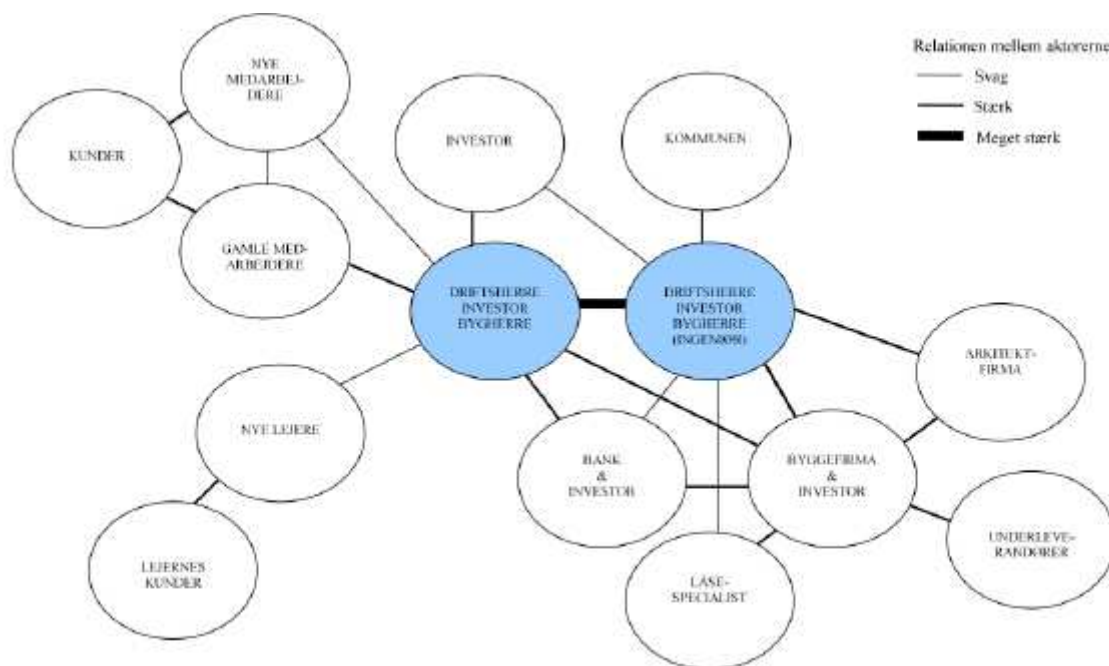 Relationen mellem aktørerne
Svag
Stærk
Meget stærk
NYE
MEDARBEJ-
DERE
KUNDER
INVESTOR
KOMMUNEN
GAMLE MED-
ARBEJDERE
DRIFTSHERRE
INVESTOR
BYGHERRE
DRIFTSHERRE
INVESTOR
BYGHERRE
(INGENIØR)
ARKITEKT-
FIRMA
NYE LEJERE
BANK
&
INVESTOR
BYGGEFIRMA
&
INVESTOR
UNDERLEVE-
RANDØRER
LEJERNES
KUNDER
LÅSE-
SPECIALIST